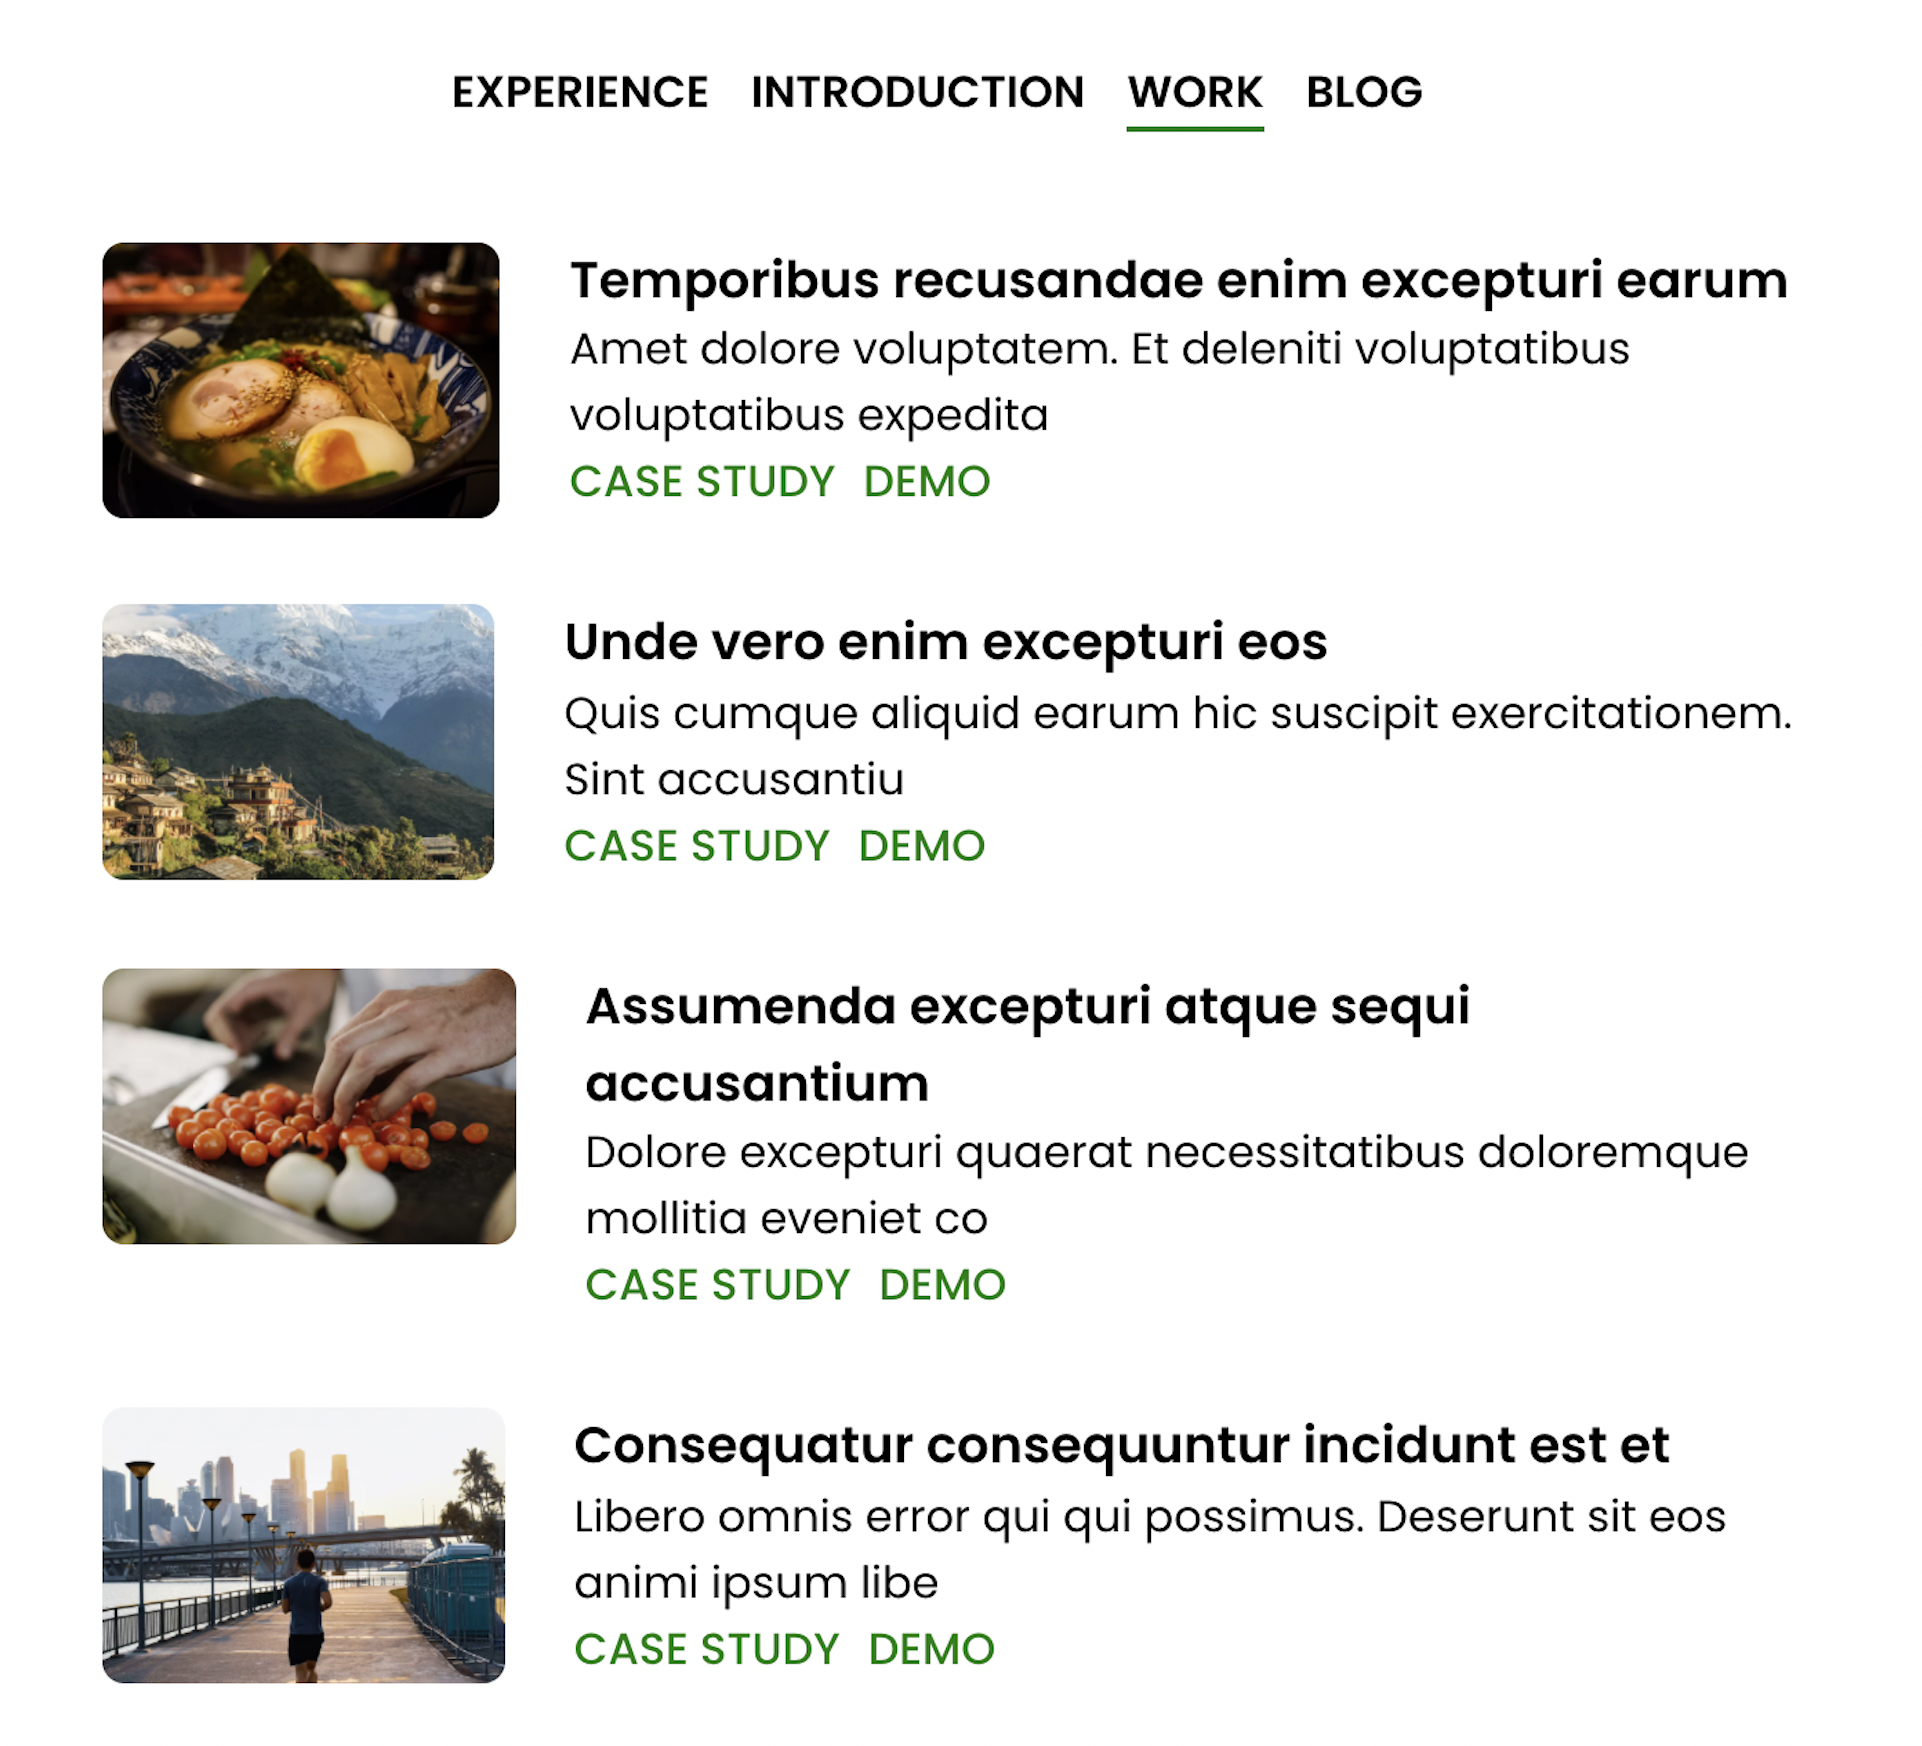 EXPERIENCE INTRODUCTION WORK BLOG
Temporibus recusandae enim excepturi earum
Amet dolore voluptatem. Et deleniti voluptatibus
voluptatibus expedita
CASE STUDY DEMO
Unde vero enim excepturi eos
Quis cumque aliquid earum hic suscipit exercitationem.
Sint accusantiu
CASE STUDY DEMO
Assumenda excepturi atque sequi
accusantium
Dolore excepturi quaerat necessitatibus doloremque
mollitia eveniet co
CASE STUDY DEMO
Consequatur consequuntur incidunt est et
Libero omnis error qui qui possimus. Deserunt sit eos
animi ipsum libe
CASE STUDY DEMO